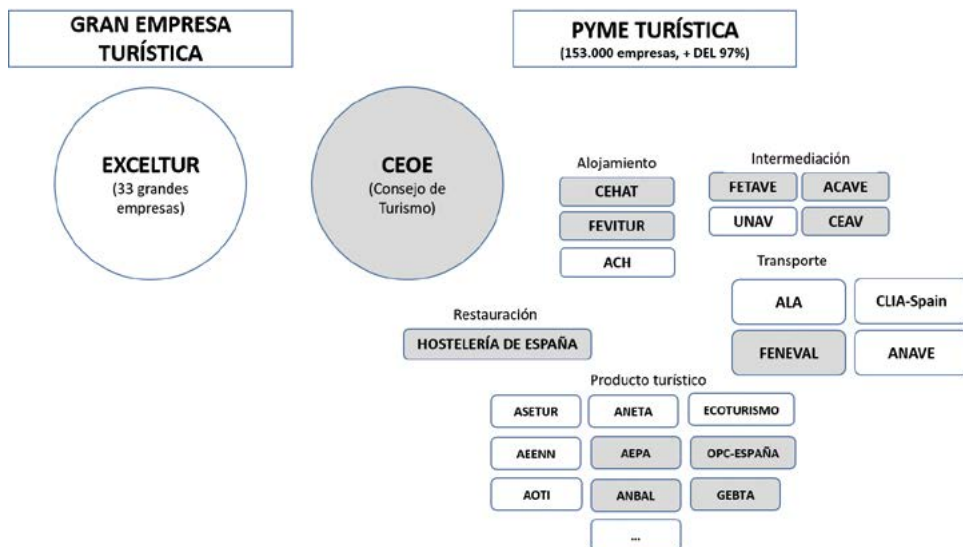 GRAN EMPRESA
TURÍSTICA
PYME TURÍSTICA
(153.000 empresas, + DEL 97%)
EXCELTUR
(33 grandes
empresas)
CEOE
(Consejo de
Turismo)
Alojamiento
CEHAT
FEVITUR
ACH
Intermediación
FETAVE
ACAVE
UNAV
CEAV
Transporte
ALA
CLIA-Spain
FENEVAL
ANAVE
Restauración
HOSTELERÍA DE ESPAÑA
Producto turístico
ASETUR
ANETA
ECOTURISMO
AEENN
AEPA
OPC-ESPAÑA
AOTI
ANBAL
GEBTA
...